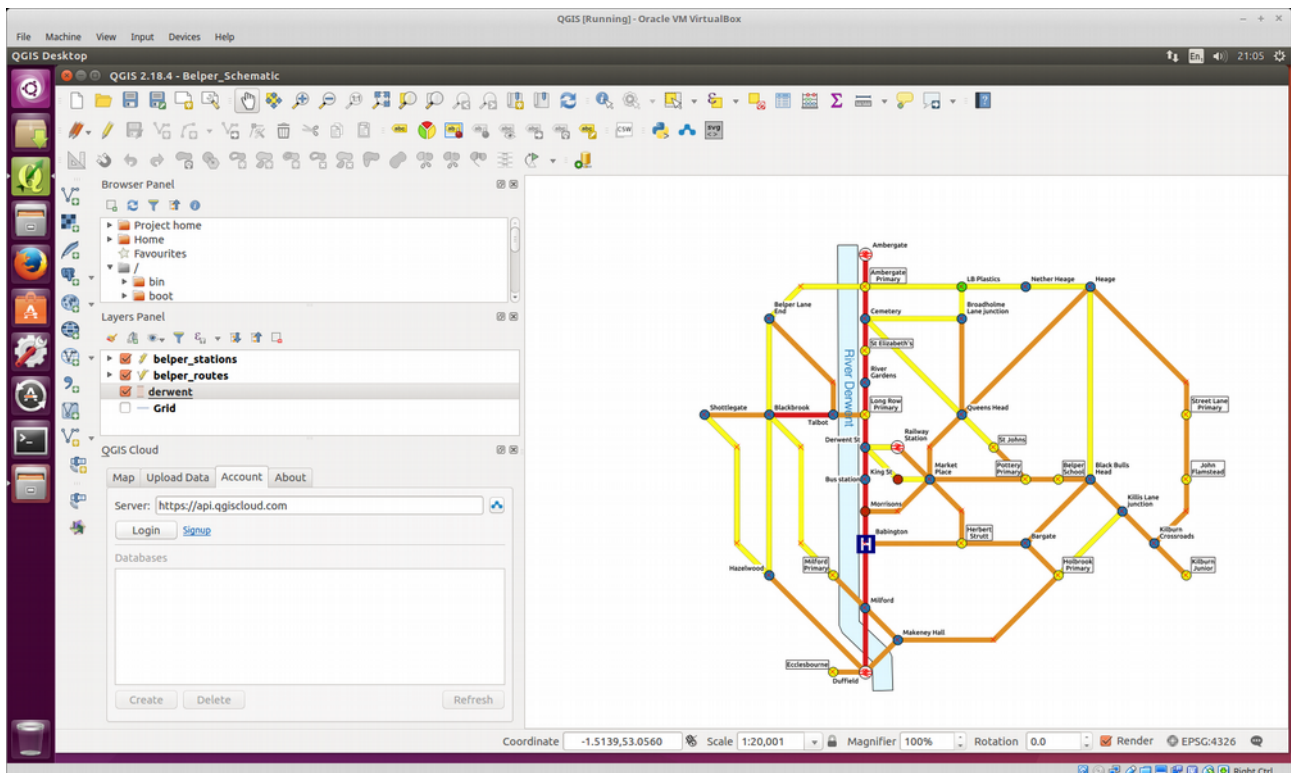 QGIS [Running] - Oracle VM VirtualBox
File Machine View Input Devices Help
QGIS Desktop
En
21:05
QGIS 2.18.4 - Belper_Schematic
CSW
svg
Browser Panel
Project home
Home
Favourites
/
bin
boot
Layers Panel
belper_stations
belper_routes
derwent
Grid
QGIS Cloud
Map Upload Data Account About
Server: https://api.qgiscloud.com
Login Signup
Databases
Create Delete Refresh
Ambergate
Ambergate
Primary
LB Plastics
Nether Heage
Heage
Belper Lane
End
Cemetery
Broadholme
Lane junction
St Elizabeth's
River Derwent
River
Gardens
Shottlegate
Blackbrook
Talbot
Long Row
Primary
Queens Head
Street Lane
Primary
Derwent St
Railway
Station
St Johns
King St
Bus station
Market
Place
Pottery
Primary
Belper
School
Black Bulls
Head
John
Flamstead
Morrisons
Killis Lane
junction
Babington
H
Herbert
Strutt
Bargate
Kilburn
Crossroads
Hazelwood
Milford
Primary
Holbrook
Primary
Kilburn
Junior
Milford
Makeney Hall
Ecclesbourne
Duffield
Coordinate -1.5139,53.0560 Scale 1:20,001 Magnifier 100% Rotation 0.0 Render EPSG:4326
Right Ctrl